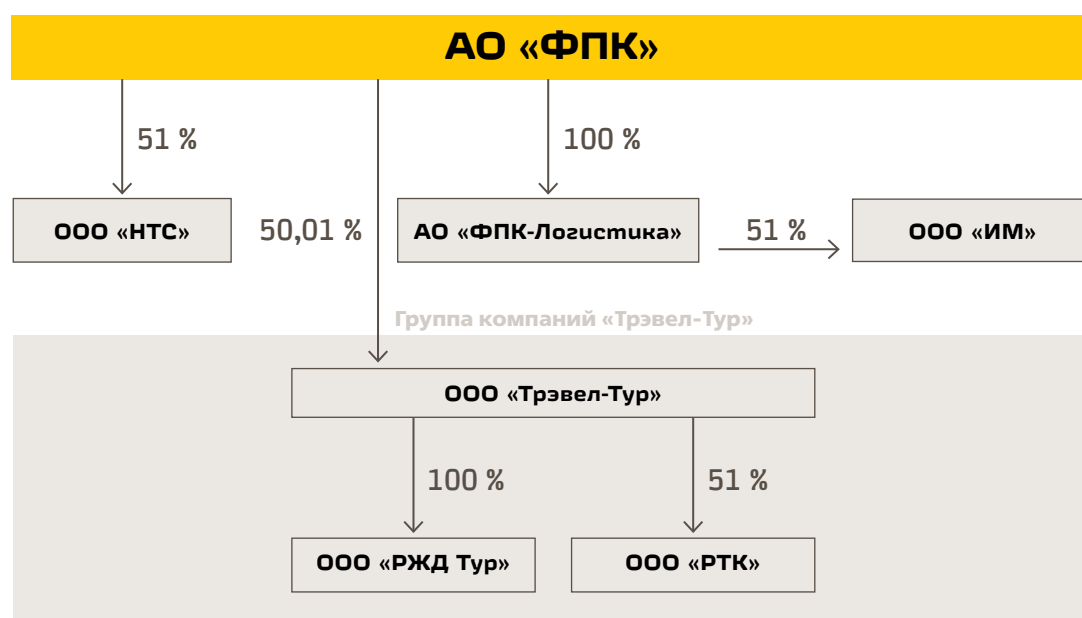 АО «ФПК»
51 %
100 %
ООО «НТС»
50,01 %
АО «ФПК-Логистика»
51 %
ООО «ИМ»
Группа компаний «Трэвел-Тур»
ООО «Трэвел-Тур»
100 %
51 %
ООО «РЖД Тур»
ООО «РТК»